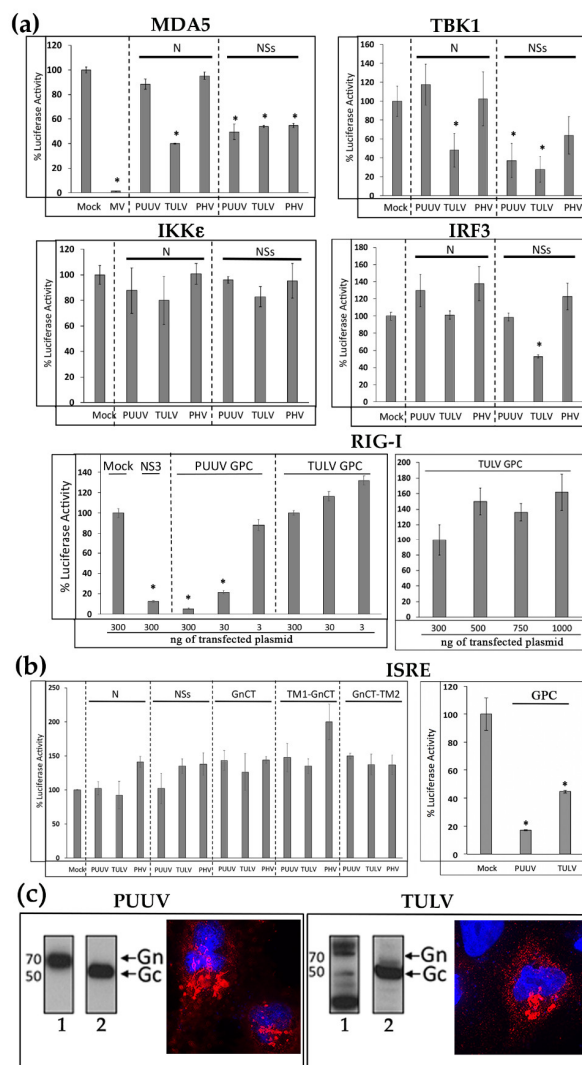 (a)
MDA5
TBK1
N
NSs
% Luciferase Activity
120
100
80
60
40
20
0
*
*
*
*
*
Mock MV PUUV TULV PHV PUUV TULV PHV
N
NSs
% Luciferase Activity
160
140
120
100
80
60
40
20
0
*
*
*
Mock PUUV TULV PHV PUUV TULV PHV
IKKε
IRF3
N
NSs
% Luciferase Activity
120
100
80
60
40
20
0
Mock PUUV TULV PHV PUUV TULV PHV
N
NSs
% Luciferase Activity
160
140
120
100
80
60
40
20
0
*
Mock PUUV TULV PHV PUUV TULV PHV
RIG-I
Mock NS3 PUUV GPC TULV GPC
% Luciferase Activity
140
120
100
80
60
40
20
0
*
*
*
300 300 300 30 3 300 30 3
ng of transfected plasmid
TULV GPC
% Luciferase Activity
200
180
160
140
120
100
80
60
40
20
0
300 500 750 1000
ng of transfected plasmid
(b)
ISRE
N NSs GnCT TM1-GnCT GnCT-TM2
% Luciferase Activity
250
200
150
100
50
0
Mock PUUV TULV PHV PUUV TULV PHV PUUV TULV PHV PUUV TULV PHV PUUV TULV PHV
GPC
% Luciferase Activity
120
100
80
60
40
20
0
*
*
Mock PUUV TULV
(c)
PUUV
TULV
70
50
Gn
Gc
1 2
70
50
Gn
Gc
1 2